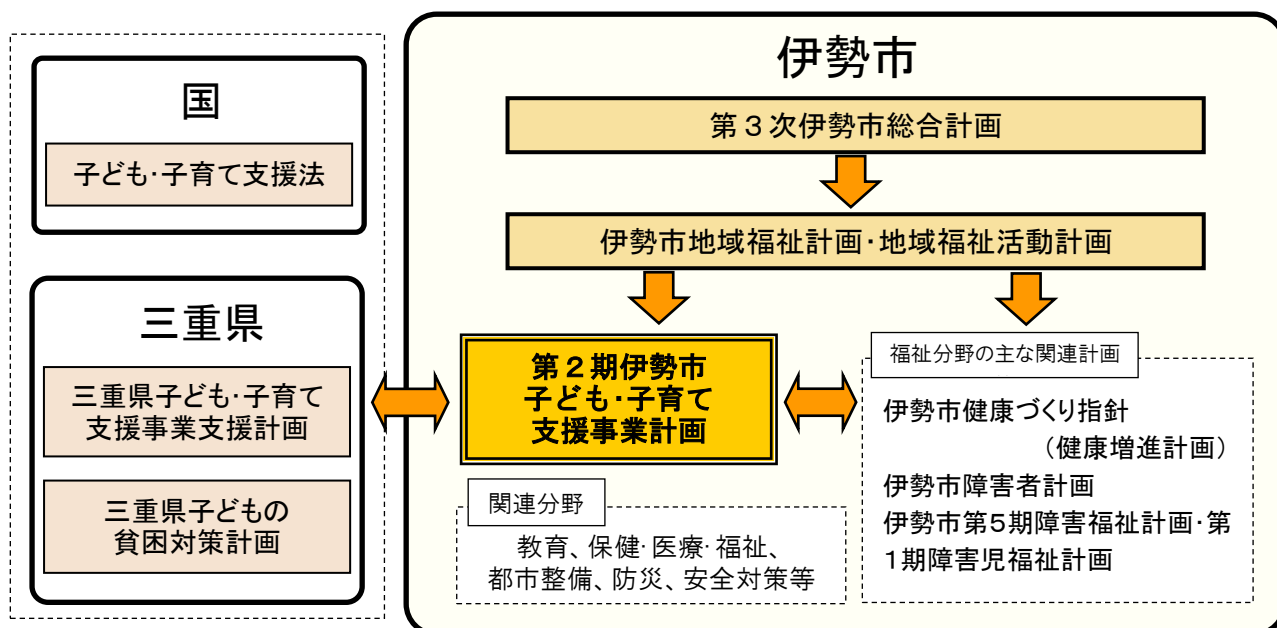 国
子ども・子育て支援法
三重県
三重県子ども・子育て
支援事業支援計画
三重県子どもの
貧困対策計画
伊勢市
第３次伊勢市総合計画
伊勢市地域福祉計画・地域福祉活動計画
第２期伊勢市
子ども・子育て
支援事業計画
関連分野
教育、保健・医療・福祉、
都市整備、防災、安全対策等
福祉分野の主な関連計画
伊勢市健康づくり指針
（健康増進計画）
伊勢市障害者計画
伊勢市第５期障害福祉計画・第
１期障害児福祉計画